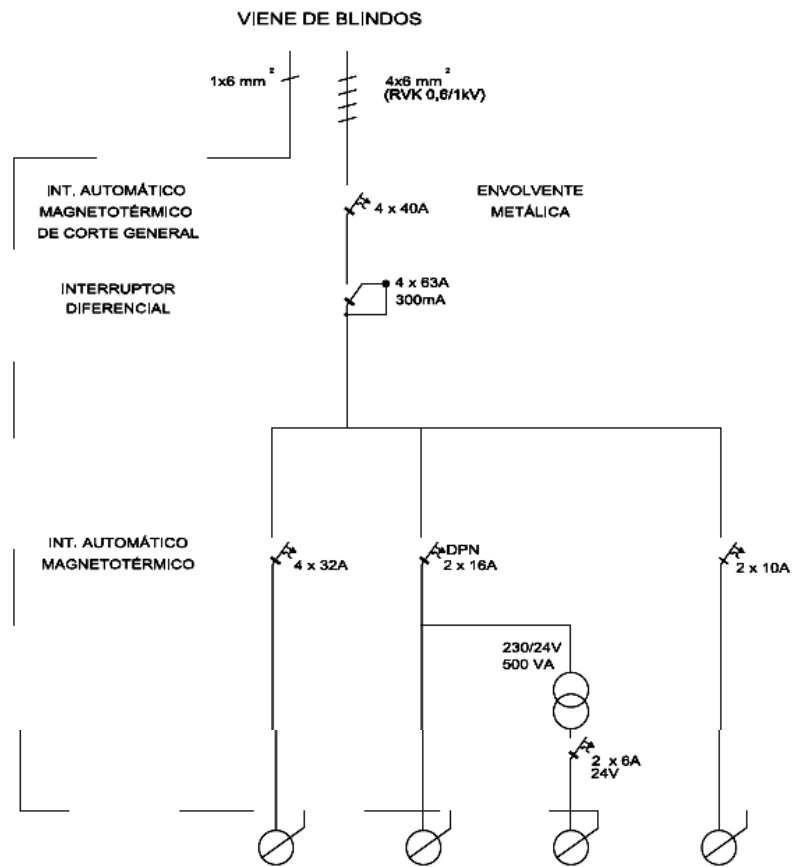 VIENE DE BLINDOS
1x6 mm²
4x6 mm²
(RVK 0,6/1kV)
INT. AUTOMÁTICO
MAGNETOTÉRMICO
DE CORTE GENERAL
4 x 40A
ENVOLVENTE
METÁLICA
INTERRUPTOR
DIFERENCIAL
4 x 63A
300mA
INT. AUTOMÁTICO
MAGNETOTÉRMICO
4 x 32A
DPN
2 x 16A
2 x 10A
230/24V
500 VA
2 x 6A
24V